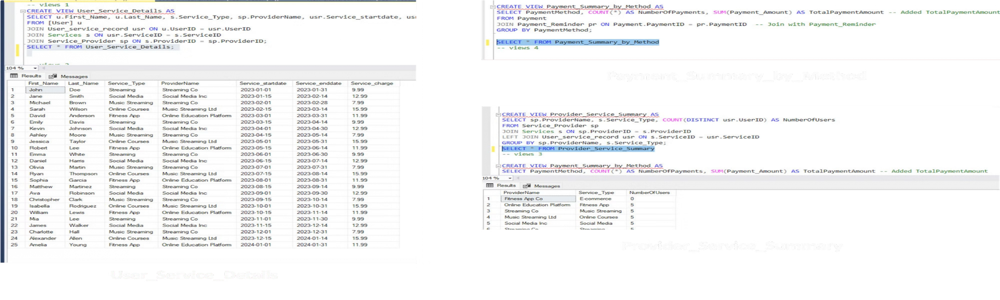 -- views 1
CREATE VIEW User_Service_Details AS
SELECT u.First_Name, u.Last_Name, s.Service_Type, sp.ProviderName, usr.Service_startdate,
FROM [User] u
JOIN User_service_record usr ON u.UserID = usr.UserID
JOIN Services s ON usr.ServiceID = s.ServiceID
JOIN Service_Provider sp ON s.ProviderID = sp.ProviderID;
SELECT * FROM User_Service_Details;
104 %
Results Messages
First_Name Last_Name Service_Type ProviderName Service_startdate Service_enddate Service_charge
1 John Doe Streaming Streaming Co 2023-01-01 2023-01-31 9.99
2 Jane Smith Social Media Social Media Inc 2023-01-15 2023-02-14 12.99
3 Michael Brown Music Streaming Streaming Co 2023-02-01 2023-02-28 7.99
4 Sarah Wilson Online Courses Music Streaming Ltd 2023-02-15 2023-03-14 15.99
5 David Anderson Fitness App Online Education Platform 2023-03-01 2023-03-31 11.99
6 Emily Davis Streaming Streaming Co 2023-03-15 2023-04-14 9.99
7 Kevin Johnson Social Media Social Media Inc 2023-04-01 2023-04-30 12.99
8 Ashley Moore Music Streaming Streaming Co 2023-04-15 2023-05-14 7.99
9 Jessica Taylor Online Courses Music Streaming Ltd 2023-05-01 2023-05-31 15.99
10 Robert Lee Fitness App Online Education Platform 2023-05-15 2023-06-14 11.99
11 Emma White Streaming Streaming Co 2023-06-01 2023-06-30 9.99
12 Daniel Harris Social Media Social Media Inc 2023-06-15 2023-07-14 12.99
13 Olivia Martin Music Streaming Streaming Co 2023-07-01 2023-07-31 7.99
14 Ryan Thompson Online Courses Music Streaming Ltd 2023-07-15 2023-08-14 15.99
15 Sophia Garcia Fitness App Online Education Platform 2023-08-01 2023-08-31 11.99
16 Matthew Martinez Streaming Streaming Co 2023-08-15 2023-09-14 9.99
17 Ava Robinson Social Media Social Media Inc 2023-09-01 2023-09-30 12.99
18 Christopher Clark Music Streaming Streaming Co 2023-09-15 2023-10-14 7.99
19 Isabella Rodriguez Online Courses Music Streaming Ltd 2023-10-01 2023-10-31 15.99
20 William Lewis Fitness App Online Education Platform 2023-10-15 2023-11-14 11.99
21 Mia Lee Streaming Streaming Co 2023-11-01 2023-11-30 9.99
22 James Walker Social Media Social Media Inc 2023-11-15 2023-12-14 12.99
23 Charlotte Hall Music Streaming Streaming Co 2023-12-01 2023-12-31 7.99
24 Alexander Allen Online Courses Music Streaming Ltd 2023-12-15 2024-01-14 15.99
25 Amelia Young Fitness App Online Education Platform 2024-01-01 2024-01-31 11.99
User_Service_Details
CREATE VIEW Payment_Summary_by_Method AS
SELECT PaymentMethod, COUNT(*) AS NumberOfPayments, SUM(Payment_Amount) AS TotalPaymentAmount -- Added TotalPaymentAmount
FROM Payment
JOIN Payment_Reminder pr ON Payment.PaymentID = pr.PaymentID -- Join with Payment_Reminder
GROUP BY PaymentMethod;
SELECT * FROM Payment_Summary_by_Method
-- views 4
Payment_Summary_by_Method
CREATE VIEW Provider_Service_Summary AS
SELECT sp.ProviderName, s.Service_Type, COUNT(DISTINCT usr.UserID) AS NumberOfUsers
FROM Service_Provider sp
JOIN Services s ON sp.ProviderID = s.ProviderID
LEFT JOIN User_service_record usr ON s.ServiceID = usr.ServiceID
GROUP BY sp.ProviderName, s.Service_Type;
SELECT * FROM Provider_Service_Summary
-- views 3
CREATE VIEW Payment_Summary_by_Method AS
SELECT PaymentMethod, COUNT(*) AS NumberOfPayments, SUM(Payment_Amount) AS TotalPaymentAmount -- Added TotalPaymentAmount
104 %
Results Messages
ProviderName Service_Type NumberOfUsers
1 Fitness App Co E-commerce 0
2 Online Education Platform Fitness App 5
3 Streaming Co Music Streaming 5
4 Music Streaming Ltd Online Courses 5
5 Social Media Inc Social Media 5
Provider_Service_Summary